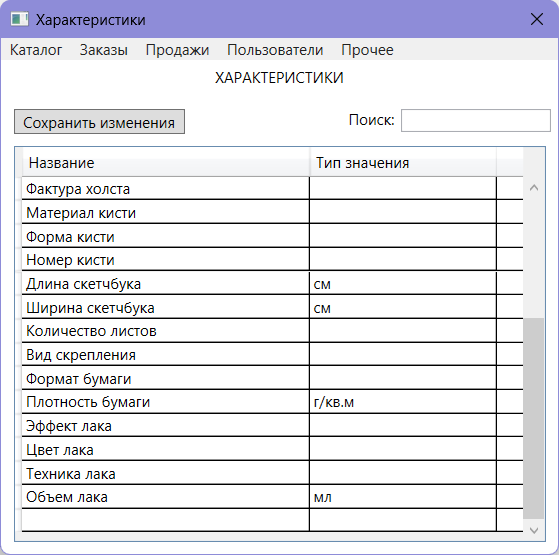 Характеристики
Каталог Заказы Продажи Пользователи Прочее
ХАРАКТЕРИСТИКИ
Сохранить изменения Поиск:
Название Тип значения
Фактура холста
Материал кисти
Форма кисти
Номер кисти
Длина скетчбука см
Ширина скетчбука см
Количество листов
Вид скрепления
Формат бумаги
Плотность бумаги г/кв.м
Эффект лака
Цвет лака
Техника лака
Объем лака мл